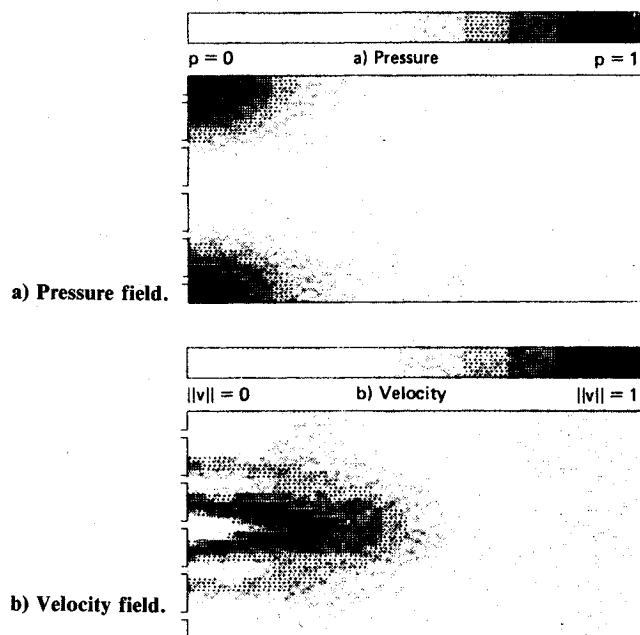 p = 0 a) Pressure p = 1
a) Pressure field.
||v|| = 0 b) Velocity ||v|| = 1
b) Velocity field.